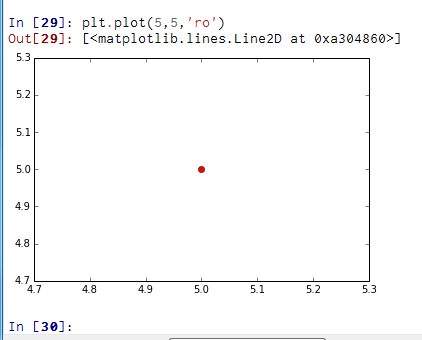 In [29]: plt.plot(5,5,'ro')
Out[29]: [<matplotlib.lines.Line2D at 0xa304860>]
5.3
5.2
5.1
5.0
4.9
4.8
4.7
4.7 4.8 4.9 5.0 5.1 5.2 5.3
In [30]: